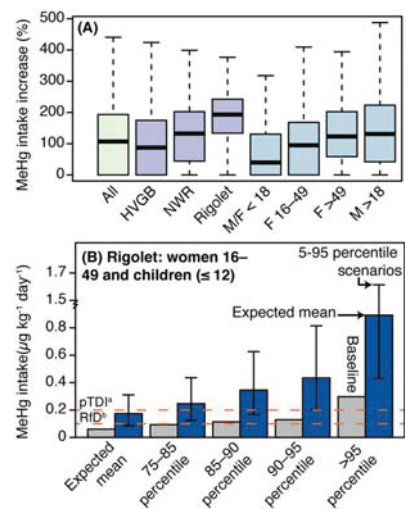 (A)
MeHg intake increase (%)
500
400
300
200
100
0
All
HVGB
NWR
Rigolet
M/F < 18
F 16–49
F >49
M >18
(B) Rigolet: women 16–
49 and children (≤ 12)
5-95 percentile
scenarios
Expected mean
Baseline
MeHg intake(µg kg⁻¹ day⁻¹)
1.7
1.5
0.8
0.6
0.4
0.2
0
pTDIᵃ
RfDᵇ
Expected
mean
75–85
percentile
85–90
percentile
90–95
percentile
>95
percentile